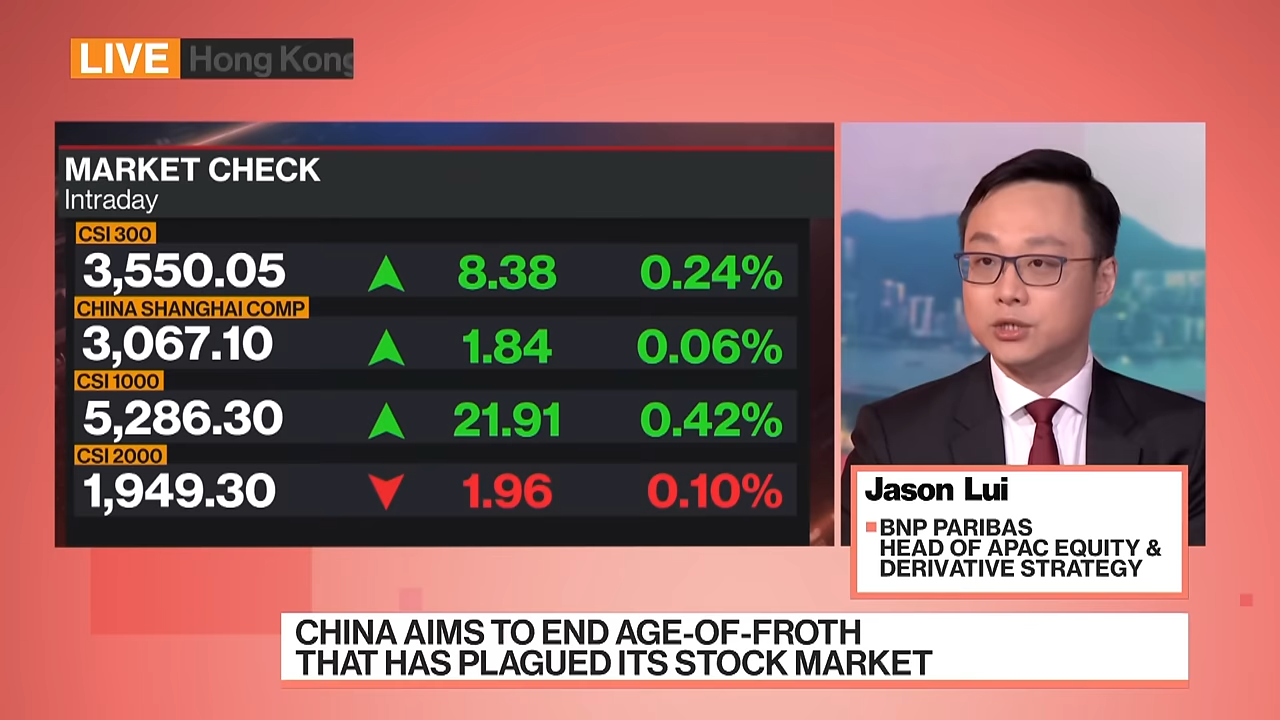 LIVE Hong Kong
MARKET CHECK
Intraday
CSI 300
3,550.05 8.38 0.24%
CHINA SHANGHAI COMP
3,067.10 1.84 0.06%
CSI 1000
5,286.30 21.91 0.42%
CSI 2000
1,949.30 1.96 0.10%
Jason Lui
BNP PARIBAS
HEAD OF APAC EQUITY &
DERIVATIVE STRATEGY
CHINA AIMS TO END AGE-OF-FROTH
THAT HAS PLAGUED ITS STOCK MARKET